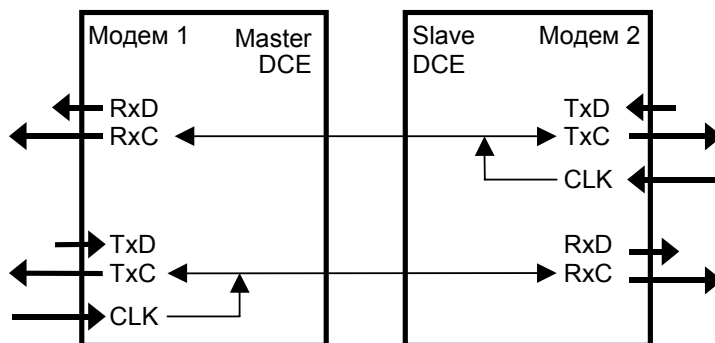 Модем 1 Master Slave Модем 2
DCE DCE
RxD TxD
RxC TxC
CLK
TxD RxD
TxC RxC
CLK